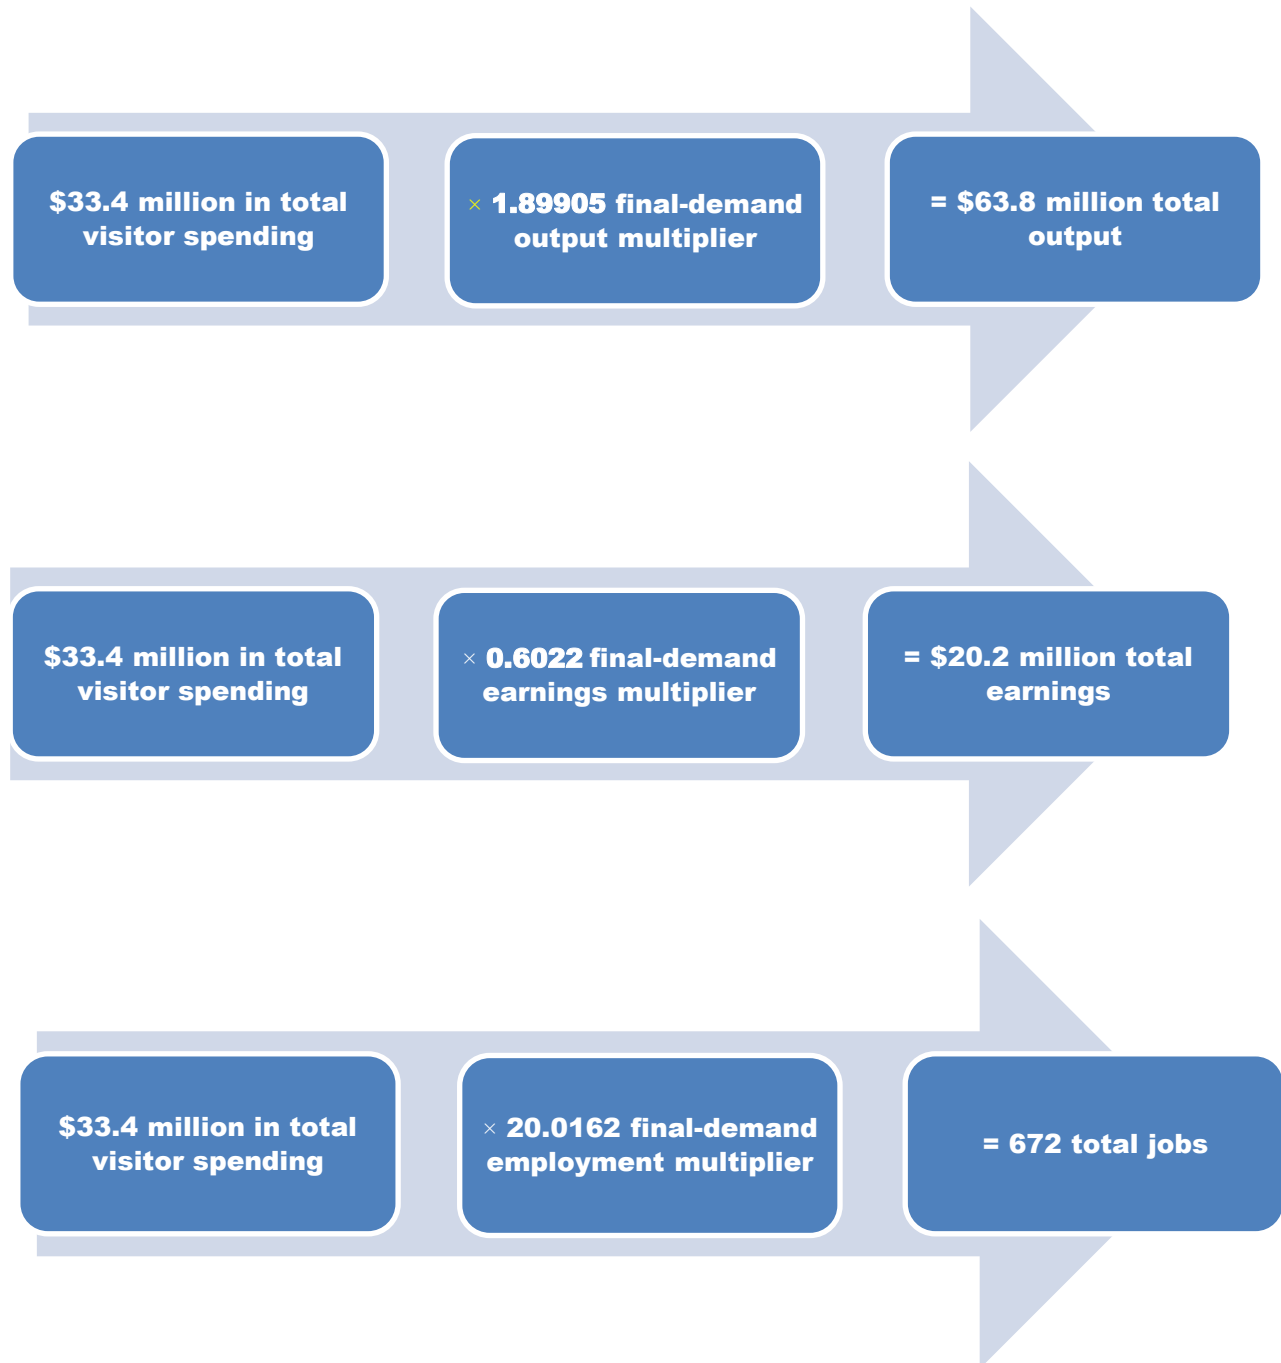 $33.4 million in total
visitor spending
× 1.89905 final-demand
output multiplier
= $63.8 million total
output
$33.4 million in total
visitor spending
× 0.6022 final-demand
earnings multiplier
= $20.2 million total
earnings
$33.4 million in total
visitor spending
× 20.0162 final-demand
employment multiplier
= 672 total jobs